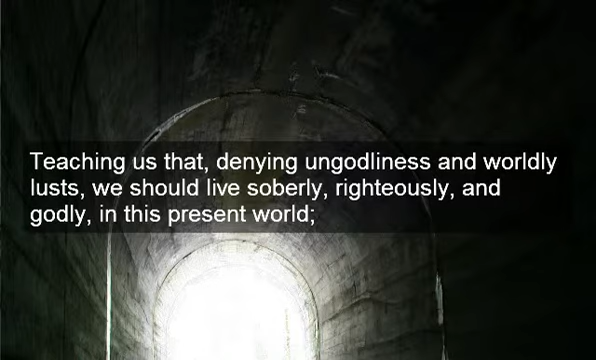 Teaching us that, denying ungodliness and worldly
lusts, we should live soberly, righteously, and
godly, in this present world;